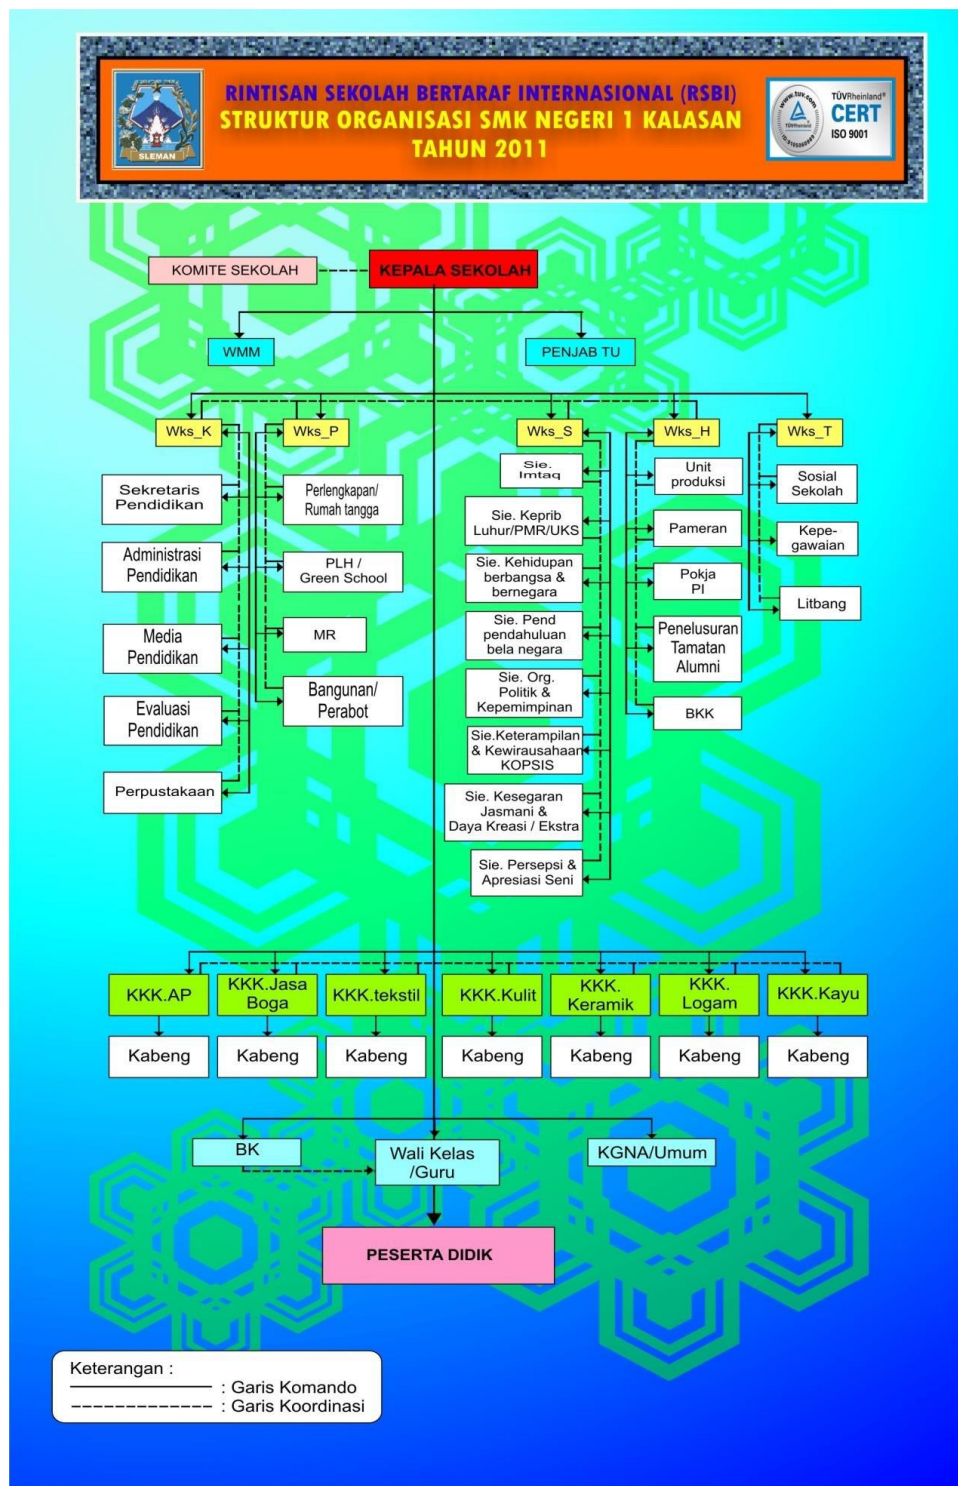 RINTISAN SEKOLAH BERTARAF INTERNASIONAL (RSBI)
STRUKTUR ORGANISASI SMK NEGERI 1 KALASAN
TAHUN 2011
SLEMAN
www.tuv.com
TÜVRheinland
TÜVRheinland®
CERT
ISO 9001
KOMITE SEKOLAH
KEPALA SEKOLAH
WMM
PENJAB TU
Wks_K
Wks_P
Wks_S
Wks_H
Wks_T
Sekretaris
Pendidikan
Administrasi
Pendidikan
Media
Pendidikan
Evaluasi
Pendidikan
Perpustakaan
Perlengkapan/
Rumah tangga
PLH /
Green School
MR
Bangunan/
Perabot
Sie.
Imtaq
Sie. Keprib
Luhur/PMR/UKS
Sie. Kehidupan
berbangsa &
bernegara
Sie. Pend
pendahuluan
bela negara
Sie. Org.
Politik &
Kepemimpinan
Sie.Keterampilan
& Kewirausahaan
KOPSIS
Sie. Kesegaran
Jasmani &
Daya Kreasi / Ekstra
Sie. Persepsi &
Apresiasi Seni
Unit
produksi
Pameran
Pokja
PI
Penelusuran
Tamatan
Alumni
BKK
Sosial
Sekolah
Kepe-
gawaian
Litbang
KKK.AP
KKK.Jasa
Boga
KKK.tekstil
KKK.Kulit
KKK.
Keramik
KKK.
Logam
KKK.Kayu
Kabeng
Kabeng
Kabeng
Kabeng
Kabeng
Kabeng
Kabeng
BK
Wali Kelas
/Guru
KGNA/Umum
PESERTA DIDIK
Keterangan :
: Garis Komando
: Garis Koordinasi